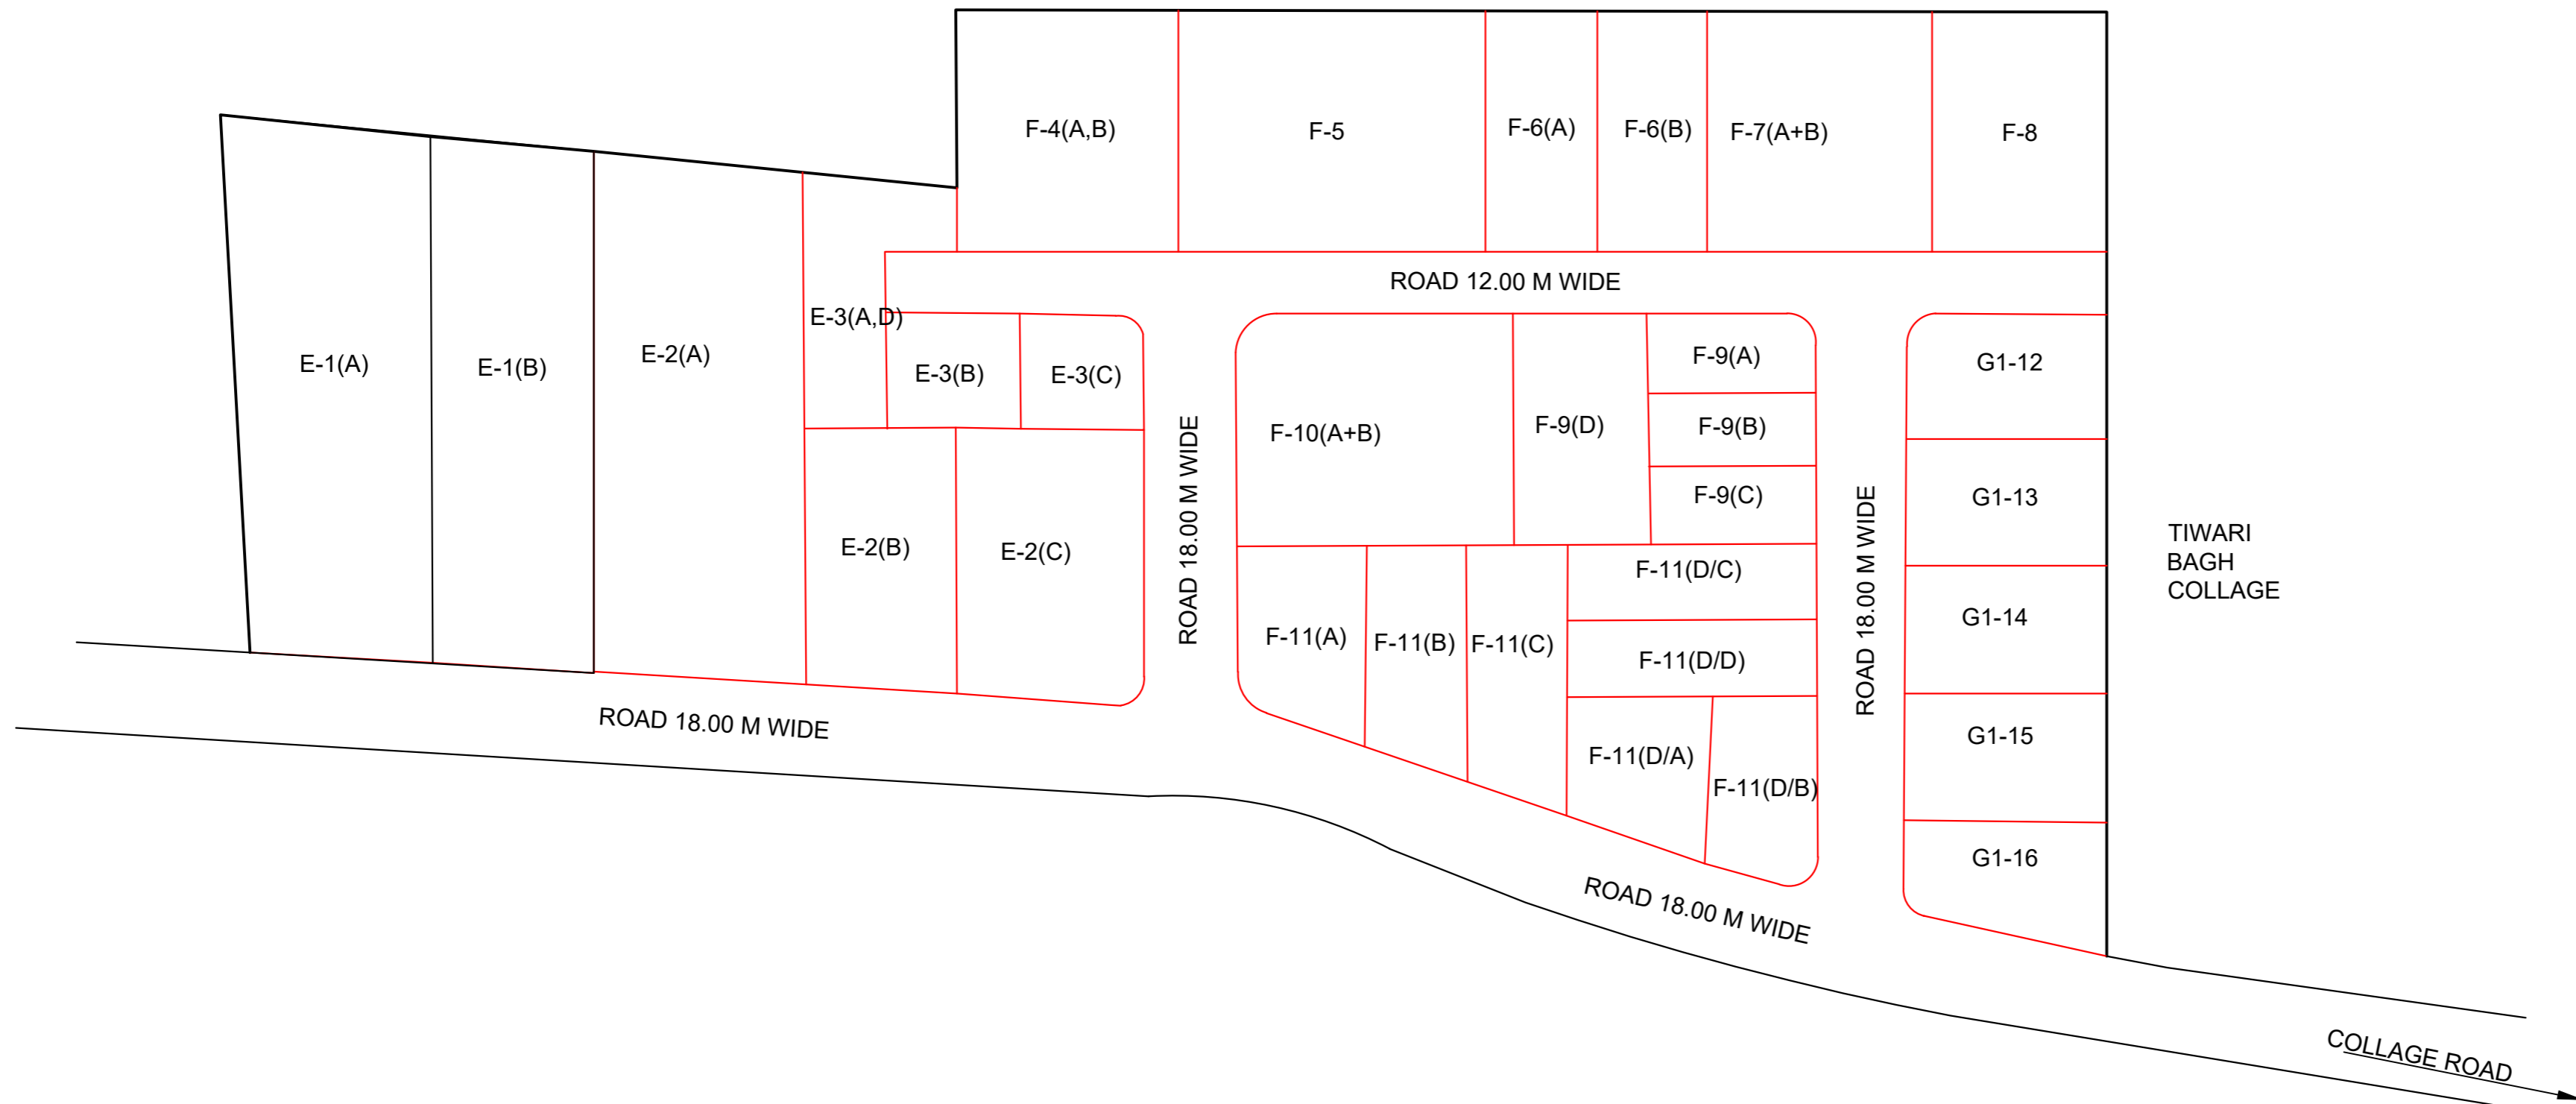 F-4(A,B)
F-5
F-6(A)
F-6(B)
F-7(A+B)
F-8
ROAD 12.00 M WIDE
E-1(A)
E-1(B)
E-2(A)
E-3(A,D)
E-3(B)
E-3(C)
E-2(B)
E-2(C)
ROAD 18.00 M WIDE
F-10(A+B)
F-9(D)
F-9(A)
F-9(B)
F-9(C)
F-11(A)
F-11(B)
F-11(C)
F-11(D/C)
F-11(D/D)
F-11(D/A)
F-11(D/B)
ROAD 18.00 M WIDE
G1-12
G1-13
G1-14
G1-15
G1-16
TIWARI
BAGH
COLLAGE
ROAD 18.00 M WIDE
ROAD 18.00 M WIDE
COLLAGE ROAD